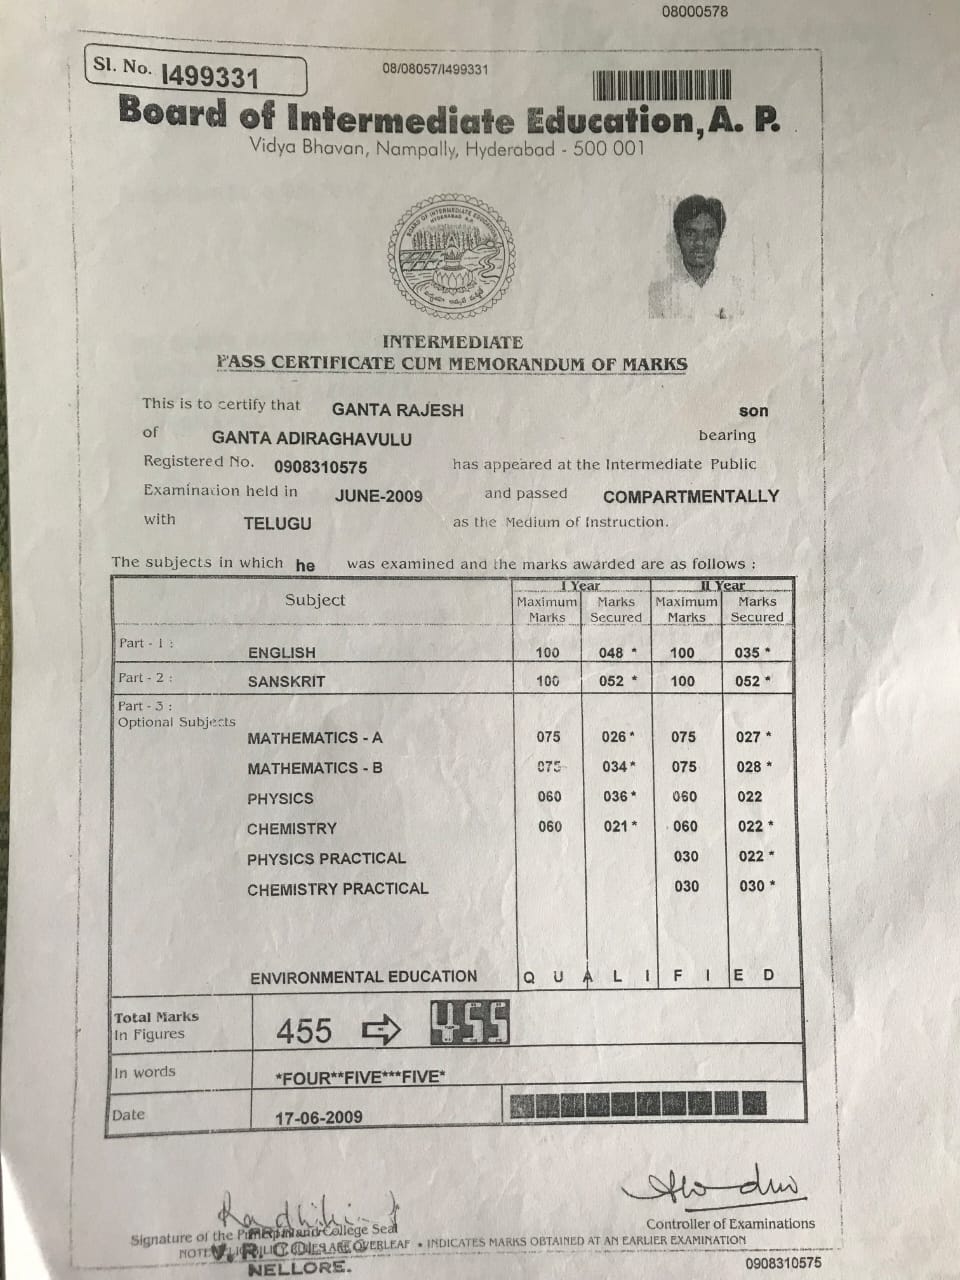 08000578
Sl. No. I499331
08/08057/I499331
Board of Intermediate Education, A. P.
Vidya Bhavan, Nampally, Hyderabad - 500 001
INTERMEDIATE
PASS CERTIFICATE CUM MEMORANDUM OF MARKS
This is to certify that GANTA RAJESH son
of GANTA ADIRAGHAVULU bearing
Registered No. 0908310575 has appeared at the Intermediate Public
Examination held in JUNE-2009 and passed COMPARTMENTALLY
with TELUGU as the Medium of Instruction.
The subjects in which he was examined and the marks awarded are as follows :
Subject I Year II Year
Maximum Marks Marks Secured Maximum Marks Marks Secured
Part - 1 :
ENGLISH 100 048 * 100 035 *
Part - 2 : SANSKRIT 100 052 * 100 052 *
Part - 3 :
Optional Subjects
MATHEMATICS - A 075 026 * 075 027 *
MATHEMATICS - B 075 034 * 075 028 *
PHYSICS 060 036 * 060 022
CHEMISTRY 060 021 * 060 022 *
PHYSICS PRACTICAL 030 022 *
CHEMISTRY PRACTICAL 030 030 *
ENVIRONMENTAL EDUCATION Q U A L I F I E D
Total Marks
In Figures 455 455
In words *FOUR**FIVE***FIVE*
Date 17-06-2009
Controller of Examinations
Signature of the Principal and College Seal
OVERLEAF * INDICATES MARKS OBTAINED AT AN EARLIER EXAMINATION
NELLORE.
0908310575